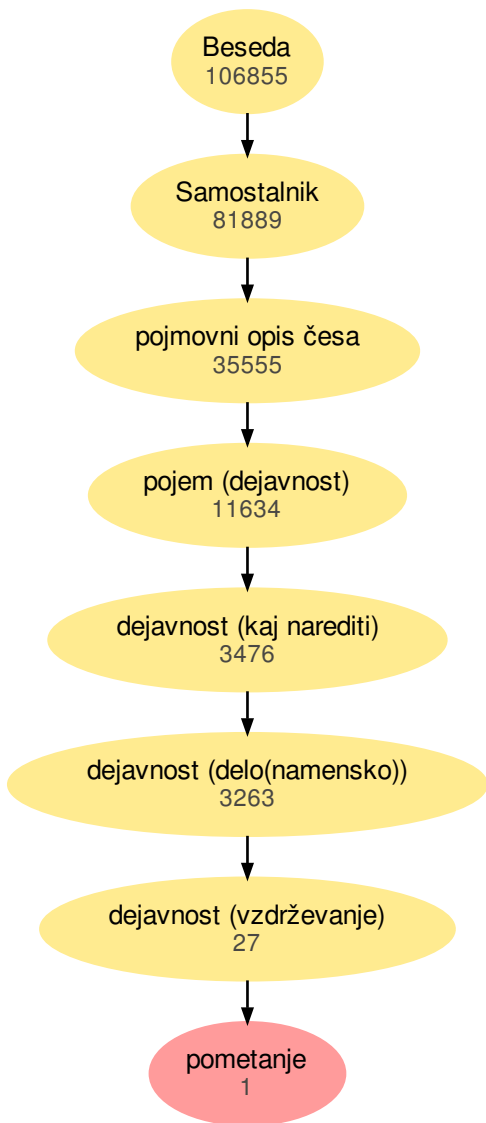 Beseda
106855
Samostalnik
81889
pojmovni opis česa
35555
pojem (dejavnost)
11634
dejavnost (kaj narediti)
3476
dejavnost (delo(namensko))
3263
dejavnost (vzdrževanje)
27
pometanje
1